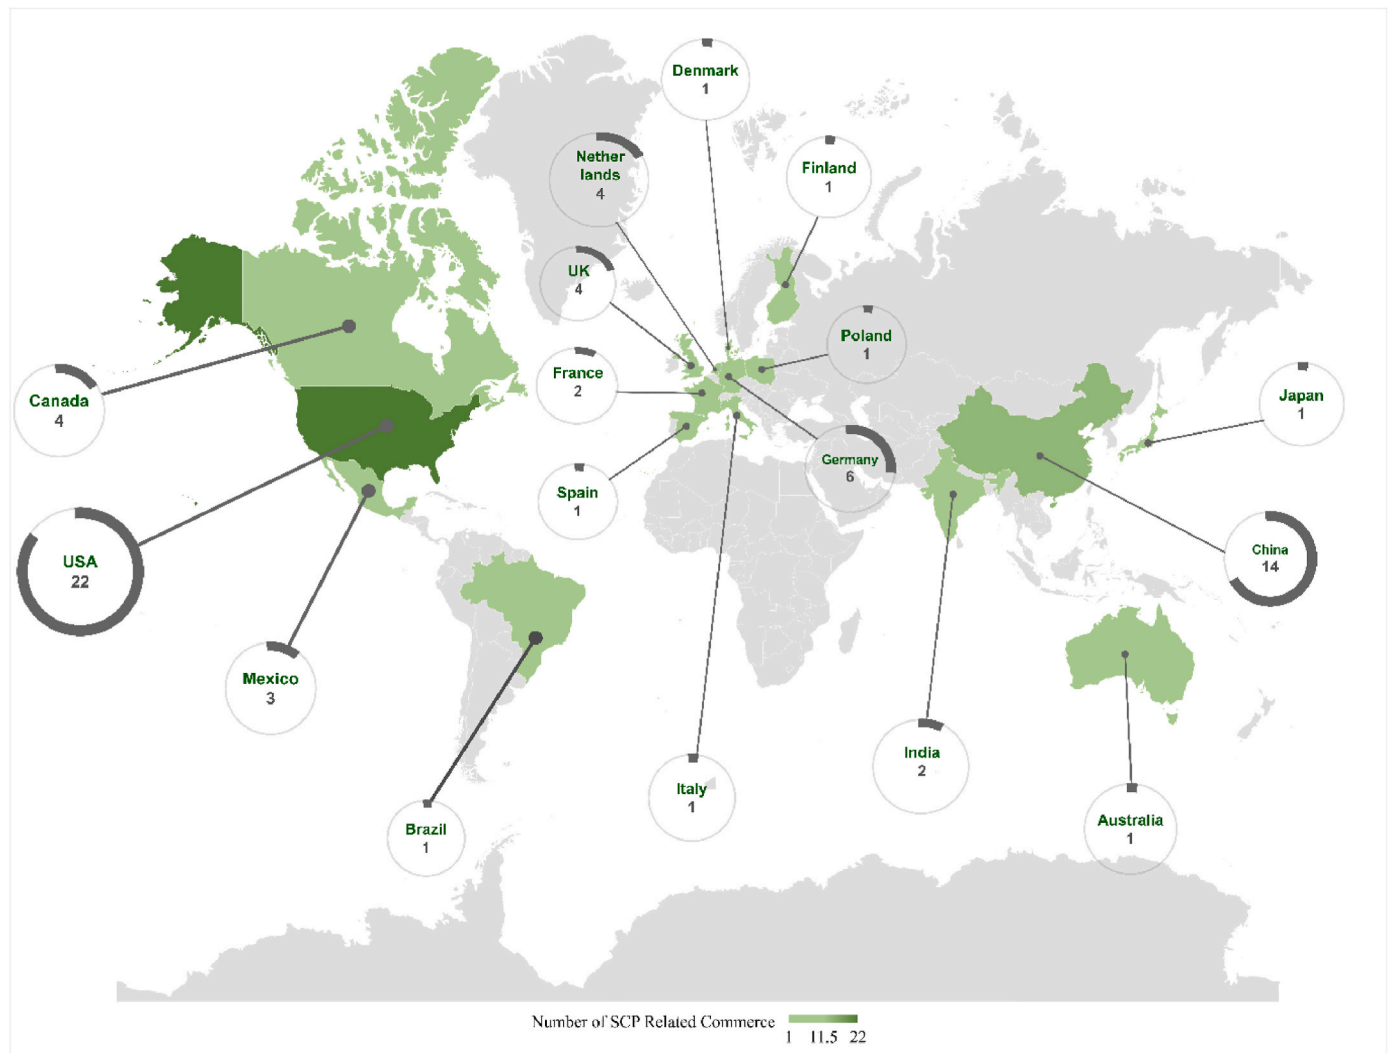 Denmark
1
Nether
lands
4
Finland
1
UK
4
Poland
1
France
2
Canada
4
Japan
1
Germany
6
Spain
1
China
14
USA
22
Mexico
3
India
2
Italy
1
Brazil
1
Australia
1
Number of SCP Related Commerce
1 11.5 22